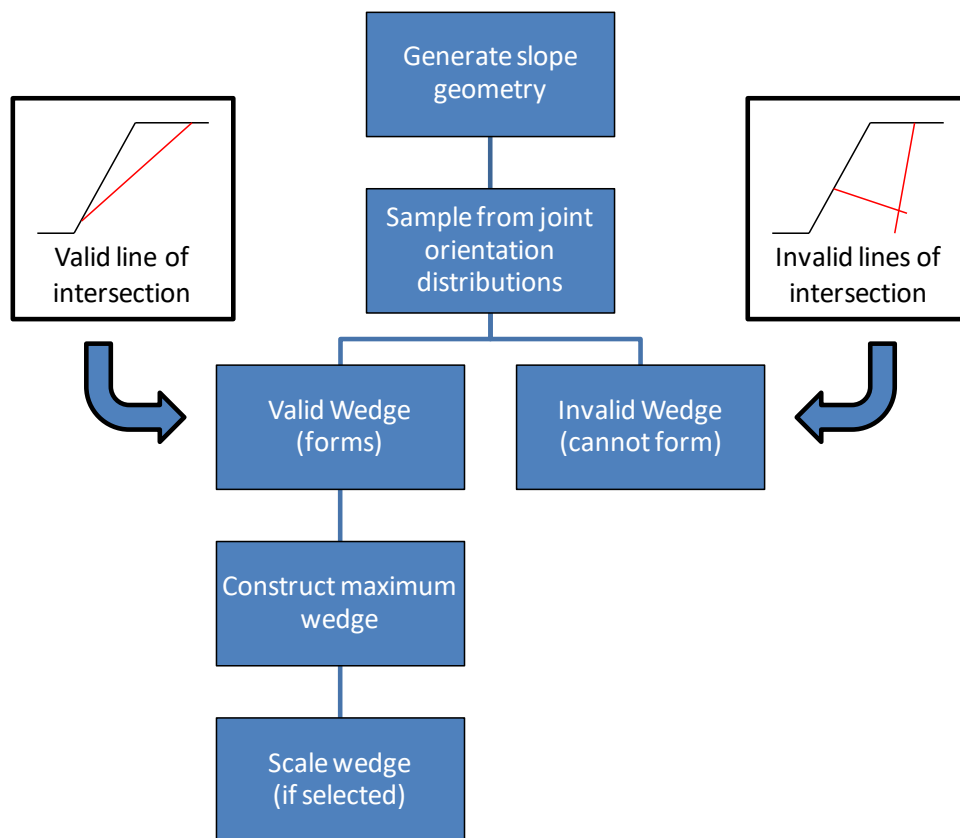 Generate slope
geometry
Sample from joint
orientation
distributions
Valid line of
intersection
Invalid lines of
intersection
Valid Wedge
(forms)
Invalid Wedge
(cannot form)
Construct maximum
wedge
Scale wedge
(if selected)